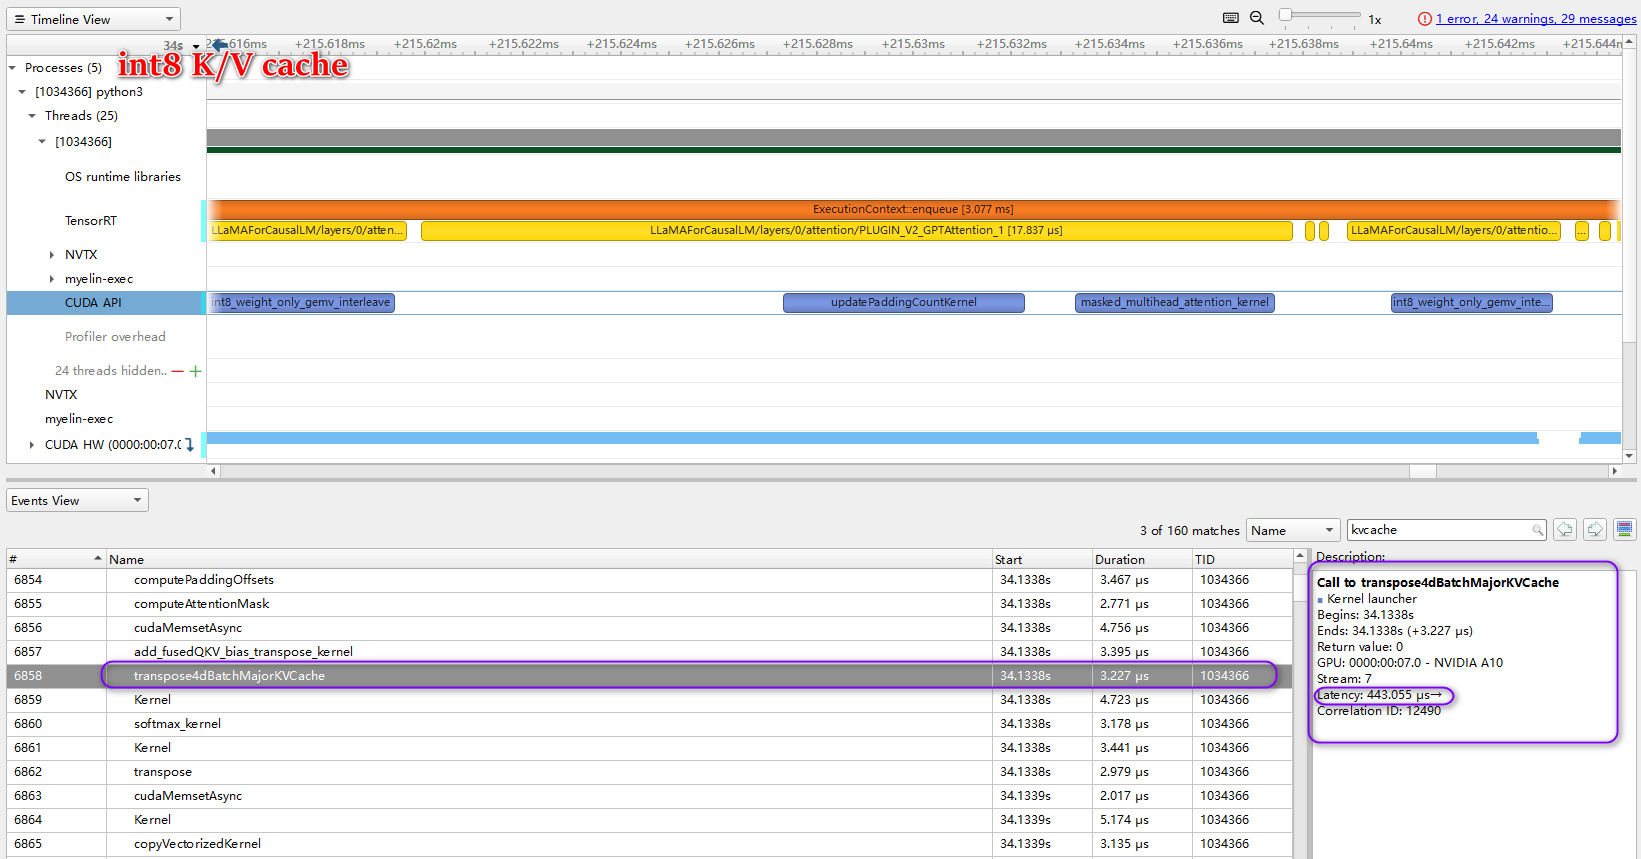 Timeline View
1x
1 error, 24 warnings, 29 messages
34s
+215.618ms
+215.62ms
+215.622ms
+215.624ms
+215.626ms
+215.628ms
+215.63ms
+215.632ms
+215.634ms
+215.636ms
+215.638ms
+215.64ms
+215.642ms
int8 K/V cache
Processes (5)
[1034366] python3
Threads (25)
[1034366]
OS runtime libraries
TensorRT
ExecutionContext::enqueue [3.077 ms]
LLaMAForCausalLM/layers/0/atten...
LLaMAForCausalLM/layers/0/attention/PLUGIN_V2_GPTAttention_1 [17.837 µs]
LLaMAForCausalLM/layers/0/attentio...
...
NVTX
myelin-exec
CUDA API
int8_weight_only_gemv_interleave
updatePaddingCountKernel
masked_multihead_attention_kernel
int8_weight_only_gemv_inte...
Profiler overhead
24 threads hidden..
NVTX
myelin-exec
CUDA HW (0000:00:07.0
Events View
3 of 160 matches
Name
kvcache
# Name Start Duration TID
6854 computePaddingOffsets 34.1338s 3.467 µs 1034366
6855 computeAttentionMask 34.1338s 2.771 µs 1034366
6856 cudaMemsetAsync 34.1338s 4.756 µs 1034366
6857 add_fusedQKV_bias_transpose_kernel 34.1338s 3.395 µs 1034366
6858 transpose4dBatchMajorKVCache 34.1338s 3.227 µs 1034366
6859 Kernel 34.1338s 4.723 µs 1034366
6860 softmax_kernel 34.1338s 3.178 µs 1034366
6861 Kernel 34.1338s 3.441 µs 1034366
6862 transpose 34.1338s 2.979 µs 1034366
6863 cudaMemsetAsync 34.1339s 2.017 µs 1034366
6864 Kernel 34.1339s 5.174 µs 1034366
6865 copyVectorizedKernel 34.1339s 3.135 µs 1034366
Description:
Call to transpose4dBatchMajorKVCache
Kernel launcher
Begins: 34.1338s
Ends: 34.1338s (+3.227 µs)
Return value: 0
GPU: 0000:00:07.0 - NVIDIA A10
Stream: 7
Latency: 443.055 µs→
Correlation ID: 12490